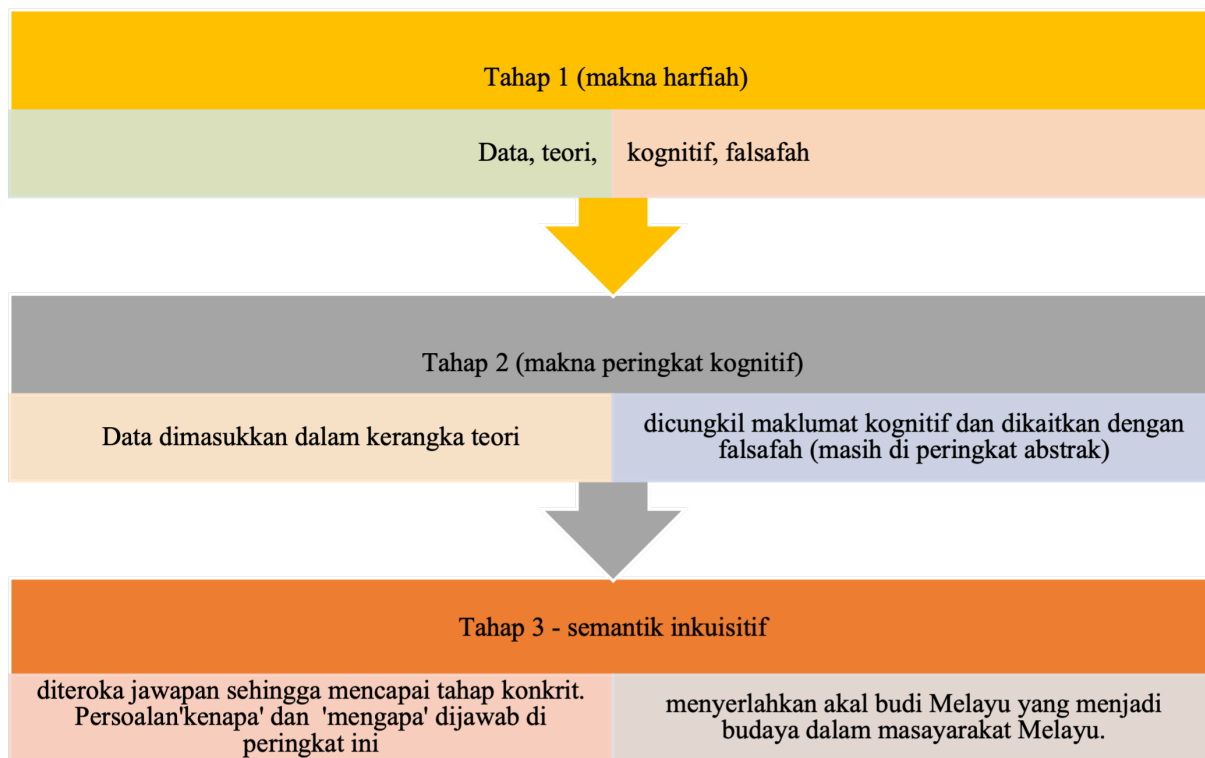 Tahap 1 (makna harfiah)
Data, teori,
kognitif, falsafah
Tahap 2 (makna peringkat kognitif)
Data dimasukkan dalam kerangka teori
dicungkil maklumat kognitif dan dikaitkan dengan
falsafah (masih di peringkat abstrak)
Tahap 3 - semantik inkuisitif
diteroka jawapan sehingga mencapai tahap konkrit.
Persoalan'kenapa' dan 'mengapa' dijawab di
peringkat ini
menyerlahkan akal budi Melayu yang menjadi
budaya dalam masayarakat Melayu.